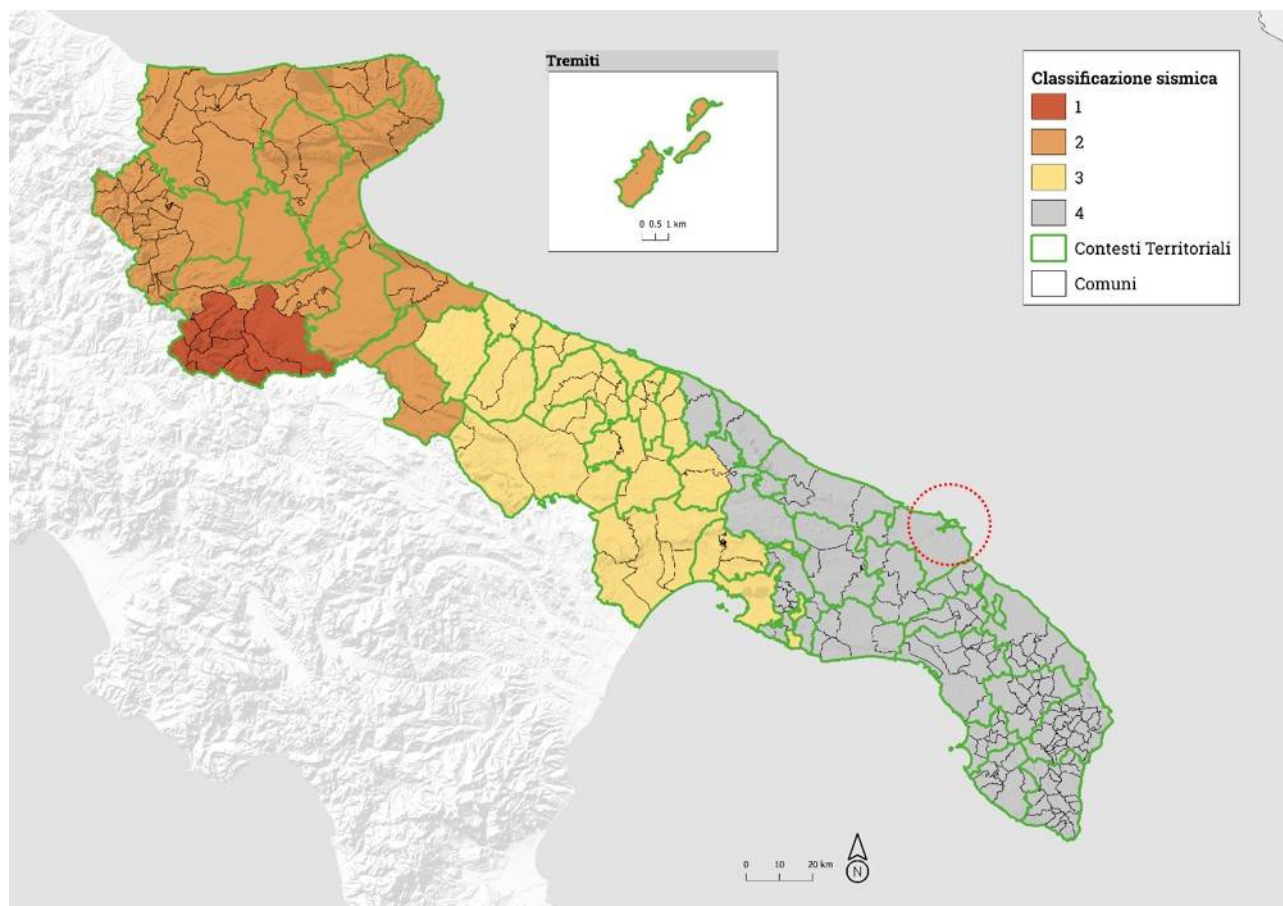 Tremiti
0 0.5 1 km
Classificazione sismica
1
2
3
4
Contesti Territoriali
Comuni
0 10 20 km
N